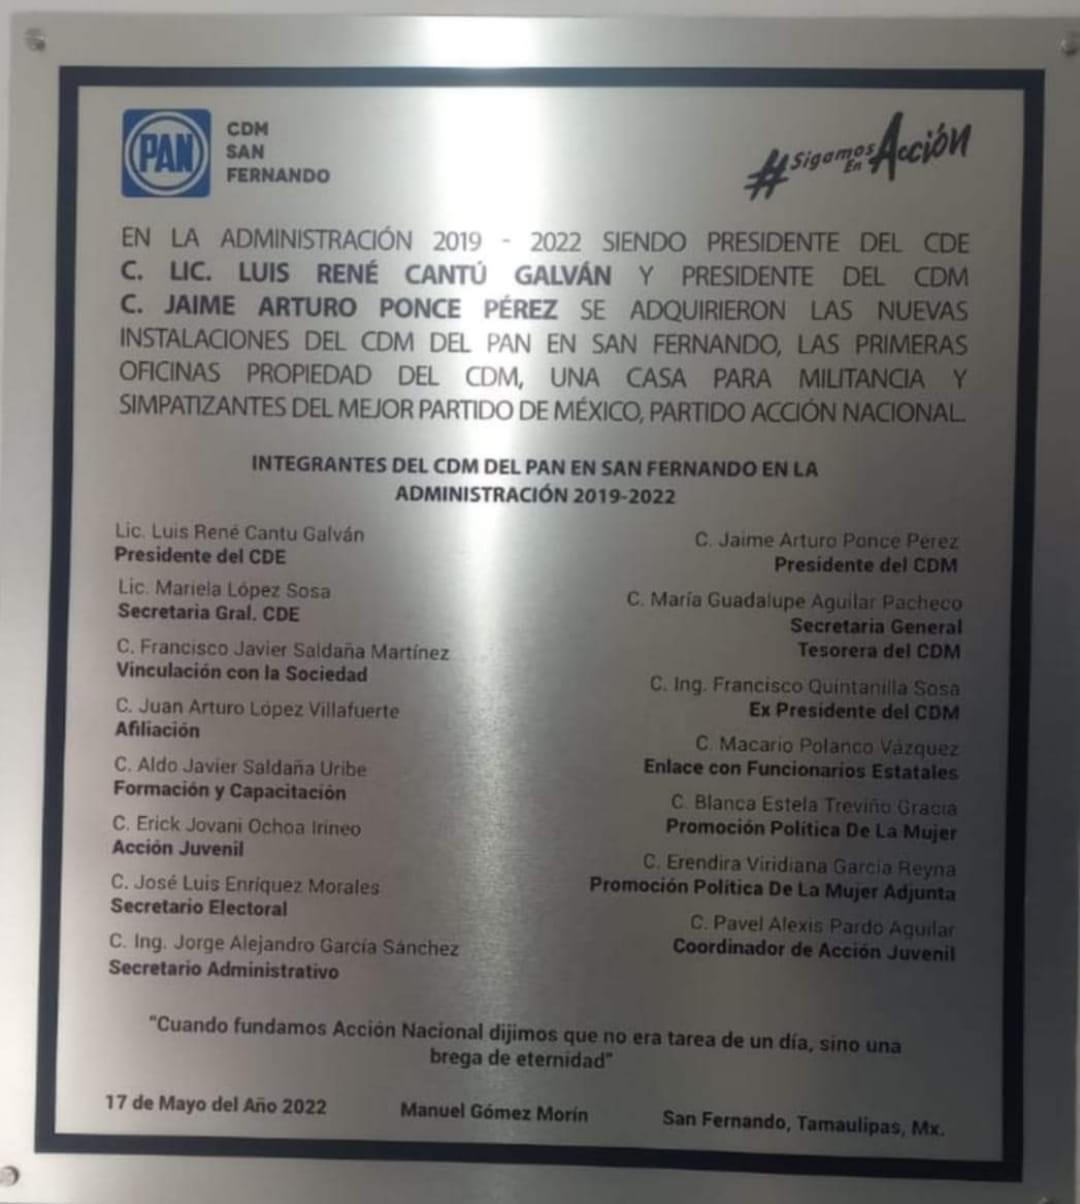 PAN
CDM
SAN
FERNANDO
#Sigamos En Acción
EN LA ADMINISTRACIÓN 2019 - 2022 SIENDO PRESIDENTE DEL CDE
C. LIC. LUIS RENÉ CANTÚ GALVÁN Y PRESIDENTE DEL CDM
C. JAIME ARTURO PONCE PÉREZ SE ADQUIRIERON LAS NUEVAS
INSTALACIONES DEL CDM DEL PAN EN SAN FERNANDO, LAS PRIMERAS
OFICINAS PROPIEDAD DEL CDM, UNA CASA PARA MILITANCIA Y
SIMPATIZANTES DEL MEJOR PARTIDO DE MÉXICO, PARTIDO ACCIÓN NACIONAL.
INTEGRANTES DEL CDM DEL PAN EN SAN FERNANDO EN LA
ADMINISTRACIÓN 2019-2022
Lic. Luis René Cantu Galván
Presidente del CDE
Lic. Mariela López Sosa
Secretaria Gral. CDE
C. Francisco Javier Saldaña Martínez
Vinculación con la Sociedad
C. Juan Arturo López Villafuerte
Afiliación
C. Aldo Javier Saldaña Uribe
Formación y Capacitación
C. Erick Jovani Ochoa Irineo
Acción Juvenil
C. José Luis Enríquez Morales
Secretario Electoral
C. Ing. Jorge Alejandro García Sánchez
Secretario Administrativo
C. Jaime Arturo Ponce Pérez
Presidente del CDM
C. María Guadalupe Aguilar Pacheco
Secretaria General
Tesorera del CDM
C. Ing. Francisco Quintanilla Sosa
Ex Presidente del CDM
C. Macario Polanco Vázquez
Enlace con Funcionarios Estatales
C. Blanca Estela Treviño Gracia
Promoción Política De La Mujer
C. Erendira Viridiana García Reyna
Promoción Política De La Mujer Adjunta
C. Pavel Alexis Pardo Aguilar
Coordinador de Acción Juvenil
"Cuando fundamos Acción Nacional dijimos que no era tarea de un día, sino una
brega de eternidad"
17 de Mayo del Año 2022 Manuel Gómez Morín San Fernando, Tamaulipas, Mx.